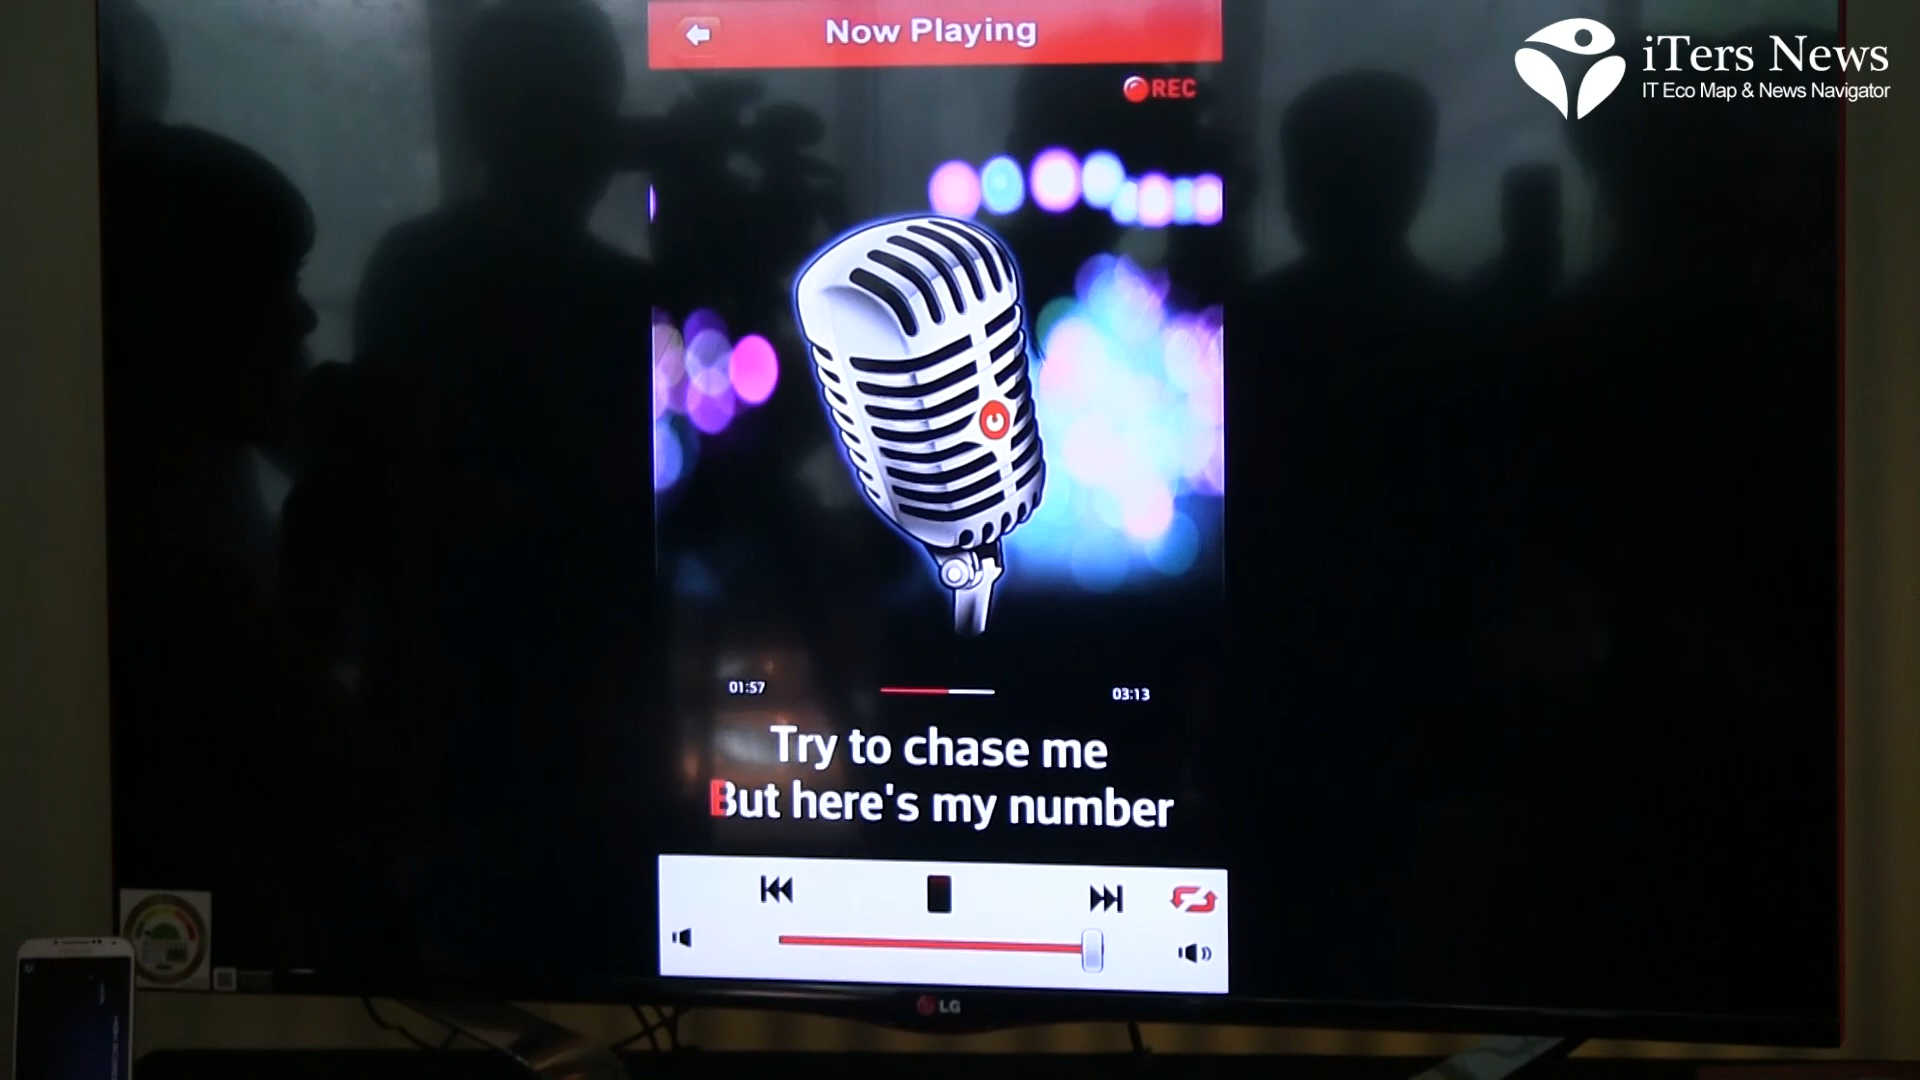 Now Playing
REC
iTers News
IT Eco Map & News Navigator
01:57
03:13
Try to chase me
But here's my number
LG